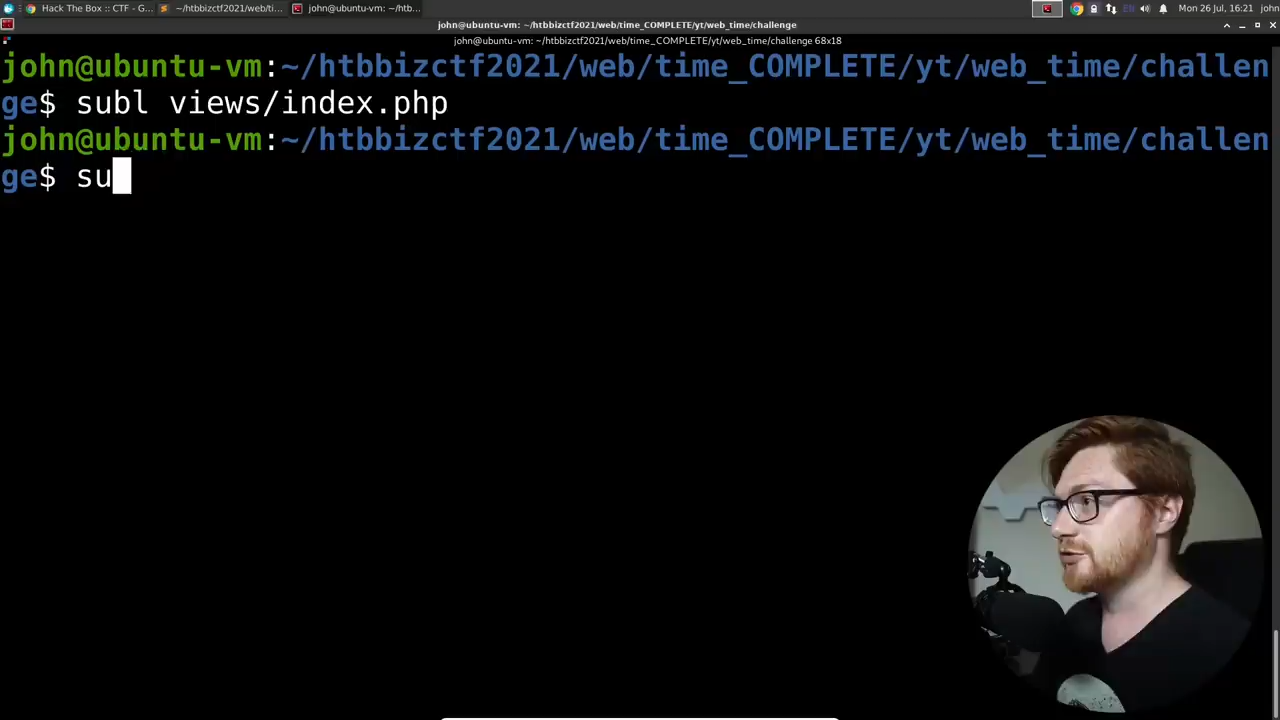 Hack The Box :: CTF - G...
~/htbbizctf2021/web/ti...
john@ubuntu-vm: ~/htb...
EN
Mon 26 Jul, 16:21
john
john@ubuntu-vm: ~/htbbizctf2021/web/time_COMPLETE/yt/web_time/challenge
john@ubuntu-vm: ~/htbbizctf2021/web/time_COMPLETE/yt/web_time/challenge 68x18
john@ubuntu-vm:~/htbbizctf2021/web/time_COMPLETE/yt/web_time/challen
ge$ subl views/index.php
john@ubuntu-vm:~/htbbizctf2021/web/time_COMPLETE/yt/web_time/challen
ge$ su